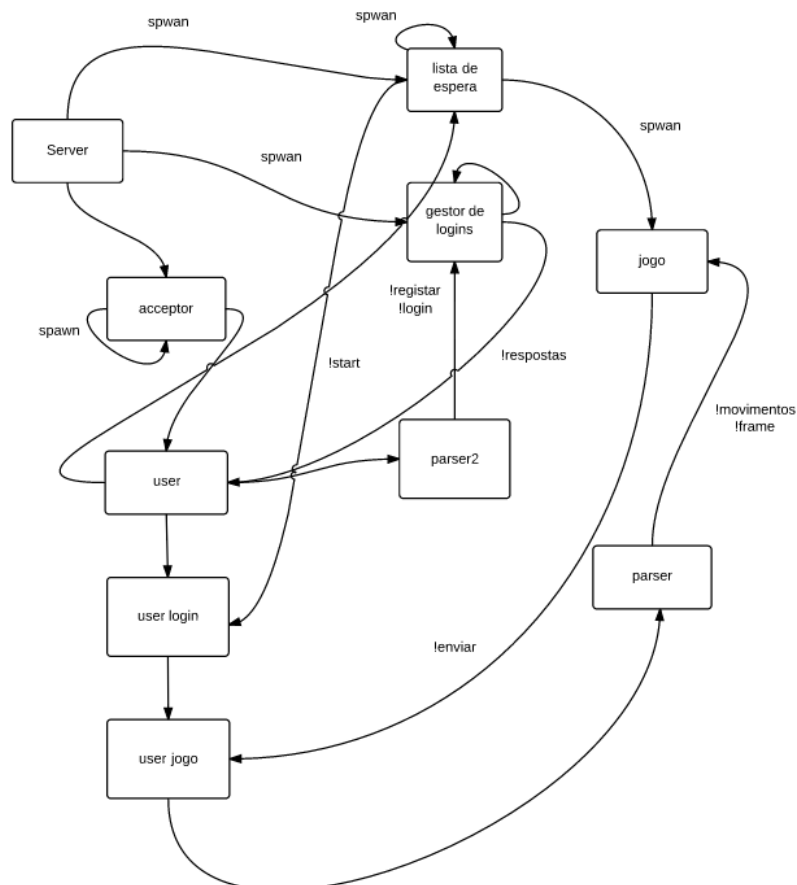 spwan
spwan
lista de
espera
spwan
Server
spwan
gestor de
logins
jogo
!registar
!login
acceptor
spawn
!start
!respostas
!movimentos
!frame
user
parser2
parser
user login
!enviar
user jogo